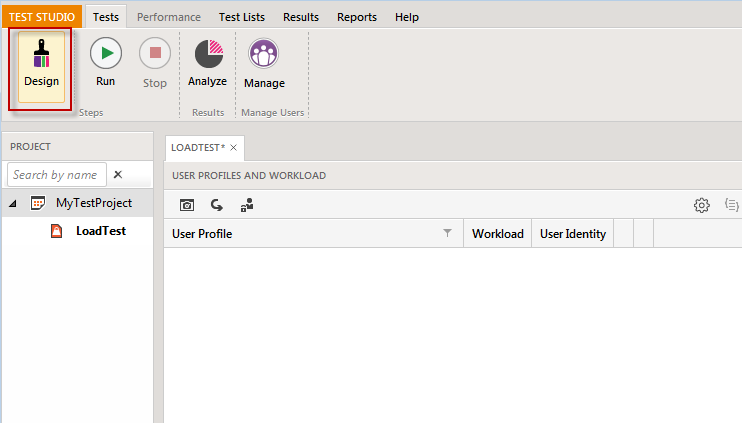 TEST STUDIO Tests Performance Test Lists Results Reports Help
Design Run Stop Analyze Manage
Steps Results Manage Users
PROJECT
LOADTEST* ×
Search by name
USER PROFILES AND WORKLOAD
MyTestProject
LoadTest
User Profile Workload User Identity